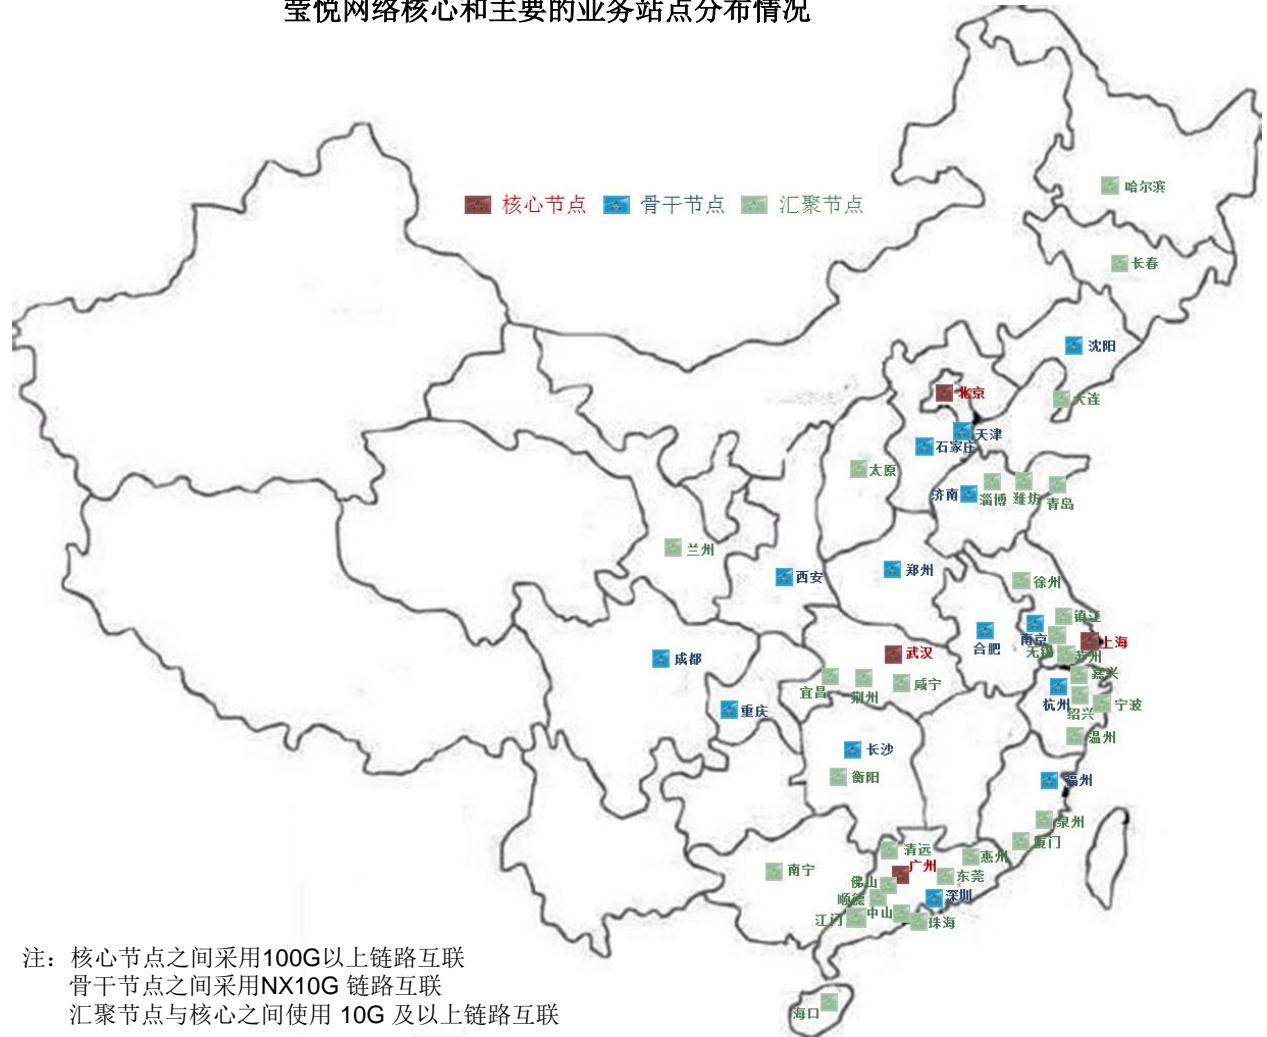 莹悦网络核心和主要的业务站点分布情况
核心节点 骨干节点 汇聚节点
哈尔滨
长春
沈阳
北京
大连
天津
石家庄
太原
济南
淄博
潍坊
青岛
兰州
西安
郑州
徐州
镇江
南京
合肥
上海
无锡
苏州
成都
武汉
嘉兴
宜昌
荆州
咸宁
杭州
绍兴
宁波
重庆
温州
长沙
衡阳
福州
泉州
厦门
清远
惠州
广州
南宁
佛山
东莞
顺德
深圳
江门
中山
珠海
海口
注：核心节点之间采用100G以上链路互联
骨干节点之间采用NX10G 链路互联
汇聚节点与核心之间使用 10G 及以上链路互联